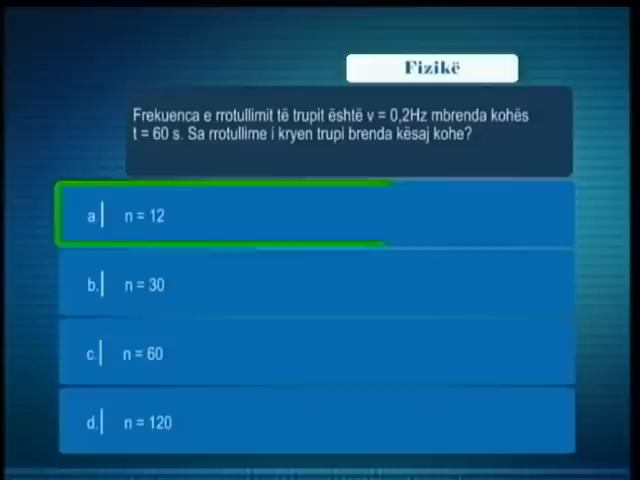 Fizikë
Frekuenca e rrotullimit të trupit është v = 0,2Hz mbrenda kohës
t = 60 s. Sa rrotullime i kryen trupi brenda kësaj kohe?
a n = 12
b. n = 30
c. n = 60
d. n = 120